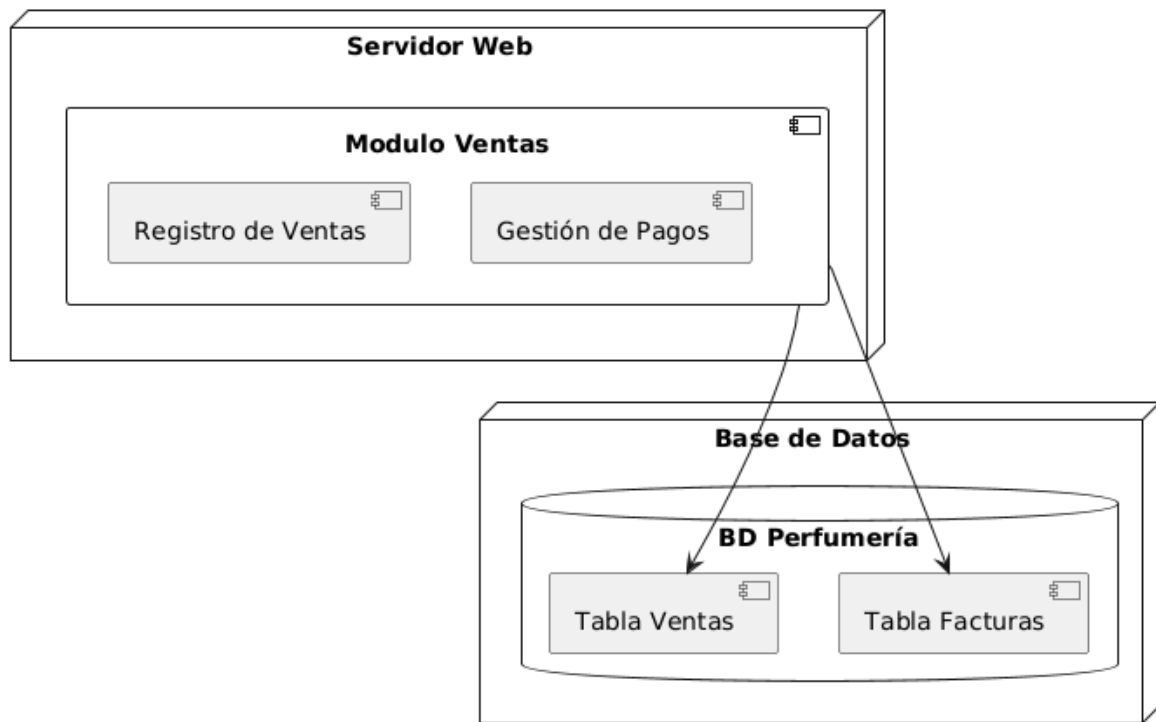 Servidor Web
Modulo Ventas
Registro de Ventas
Gestión de Pagos
Base de Datos
BD Perfumería
Tabla Ventas
Tabla Facturas